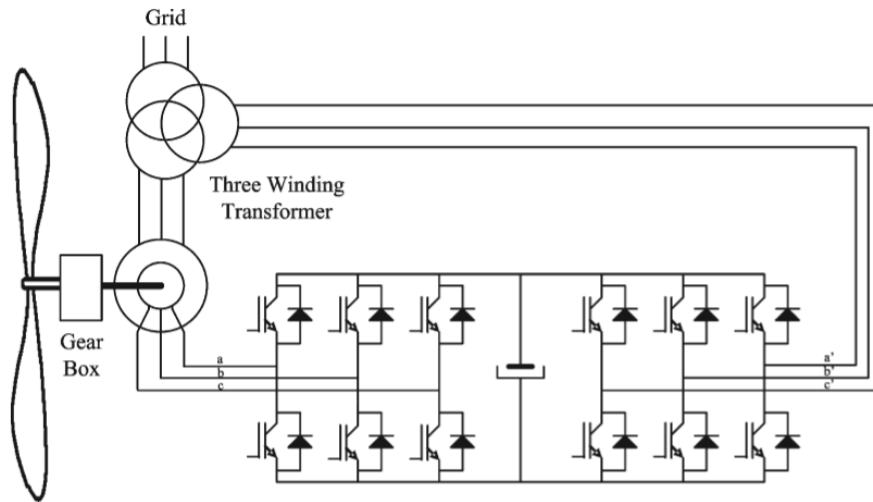 Grid
Three Winding
Transformer
Gear
Box
a
b
c
a'
b'
c'